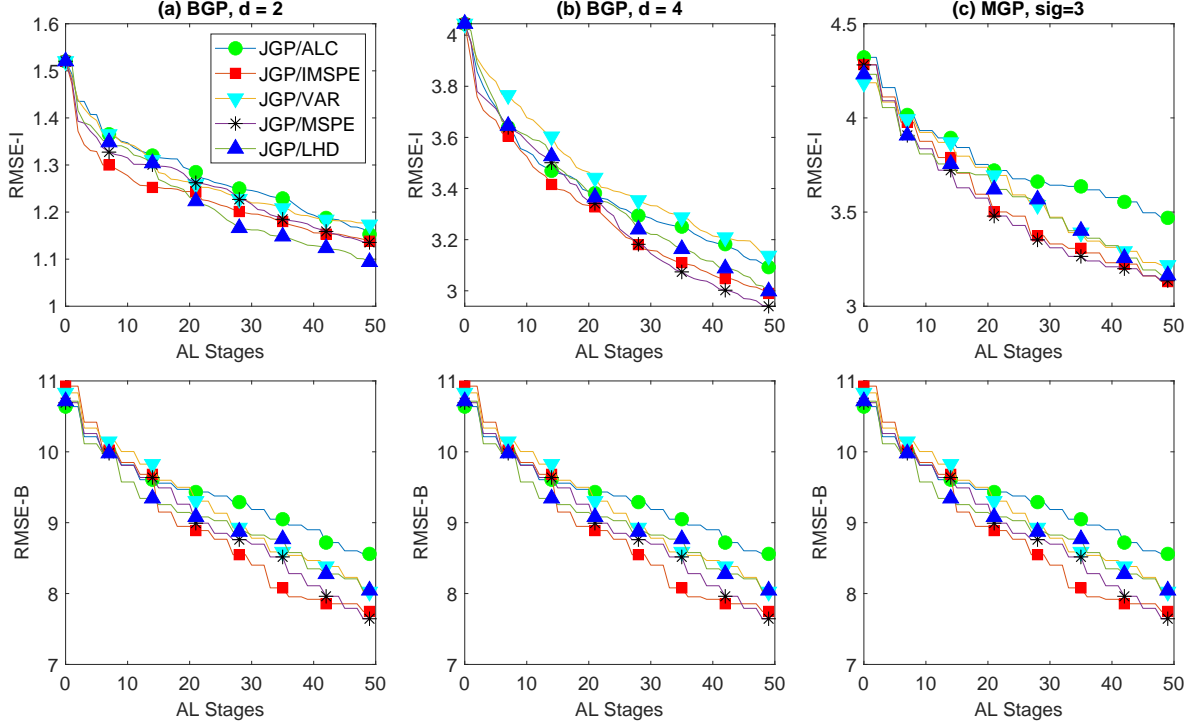 (a) BGP, d = 2
RMSE-I
1.6
1.5
1.4
1.3
1.2
1.1
1
0 10 20 30 40 50
AL Stages
JGP/ALC
JGP/IMSPE
JGP/VAR
JGP/MSPE
JGP/LHD
(b) BGP, d = 4
RMSE-I
4
3.8
3.6
3.4
3.2
3
0 10 20 30 40 50
AL Stages
(c) MGP, sig=3
RMSE-I
4.5
4
3.5
3
0 10 20 30 40 50
AL Stages
RMSE-B
11
10
9
8
7
0 10 20 30 40 50
AL Stages
RMSE-B
11
10
9
8
7
0 10 20 30 40 50
AL Stages
RMSE-B
11
10
9
8
7
0 10 20 30 40 50
AL Stages